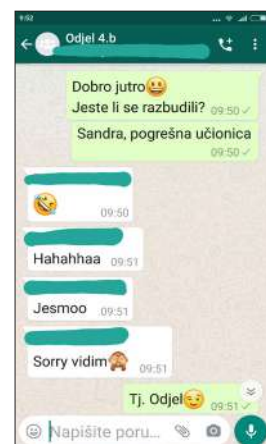 9:52
Odjel 4.b
Dobro jutro😀
Jeste li se razbudili? 09:50
Sandra, pogrešna učionica
09:50
🤣
09:50
Hahahhaa 09:51
Jesmoo 09:51
Sorry vidim🙈 09:51
Tj. Odjel😉 09:51
Napišite poru...